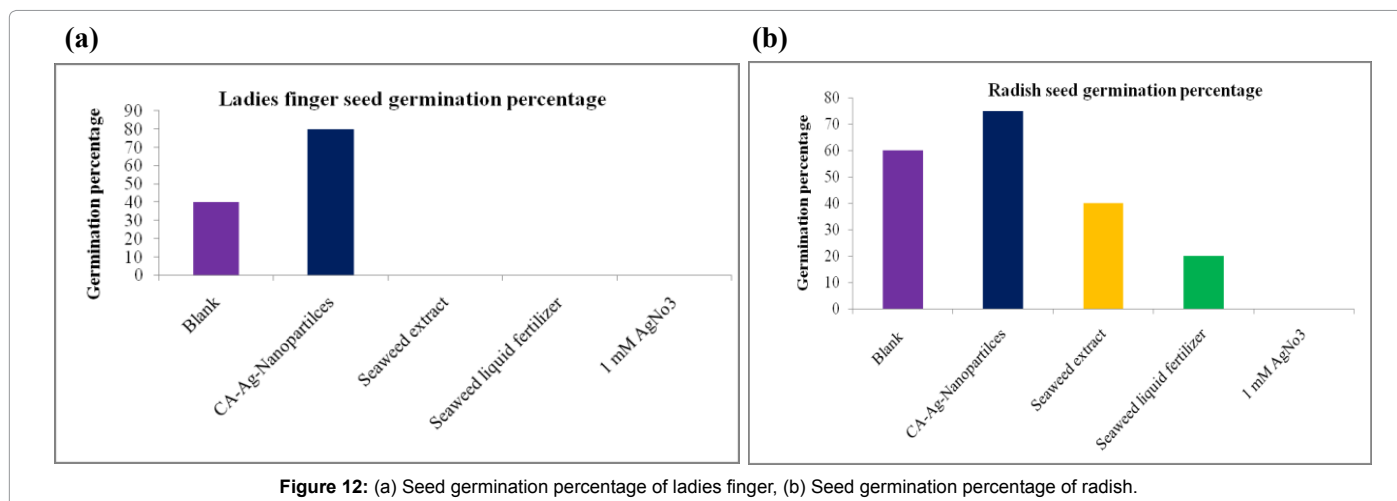 (a)
Ladies finger seed germination percentage
Germination percentage
90
80
70
60
50
40
30
20
10
0
Blank
CA-Ag-Nanopartilces
Seaweed extract
Seaweed liquid fertilizer
1 mM AgNo3
(b)
Radish seed germination percentage
Germination percentage
80
70
60
50
40
30
20
10
0
Blank
CA-Ag-Nanopartilces
Seaweed extract
Seaweed liquid fertilizer
1 mM AgNo3
Figure 12: (a) Seed germination percentage of ladies finger, (b) Seed germination percentage of radish.